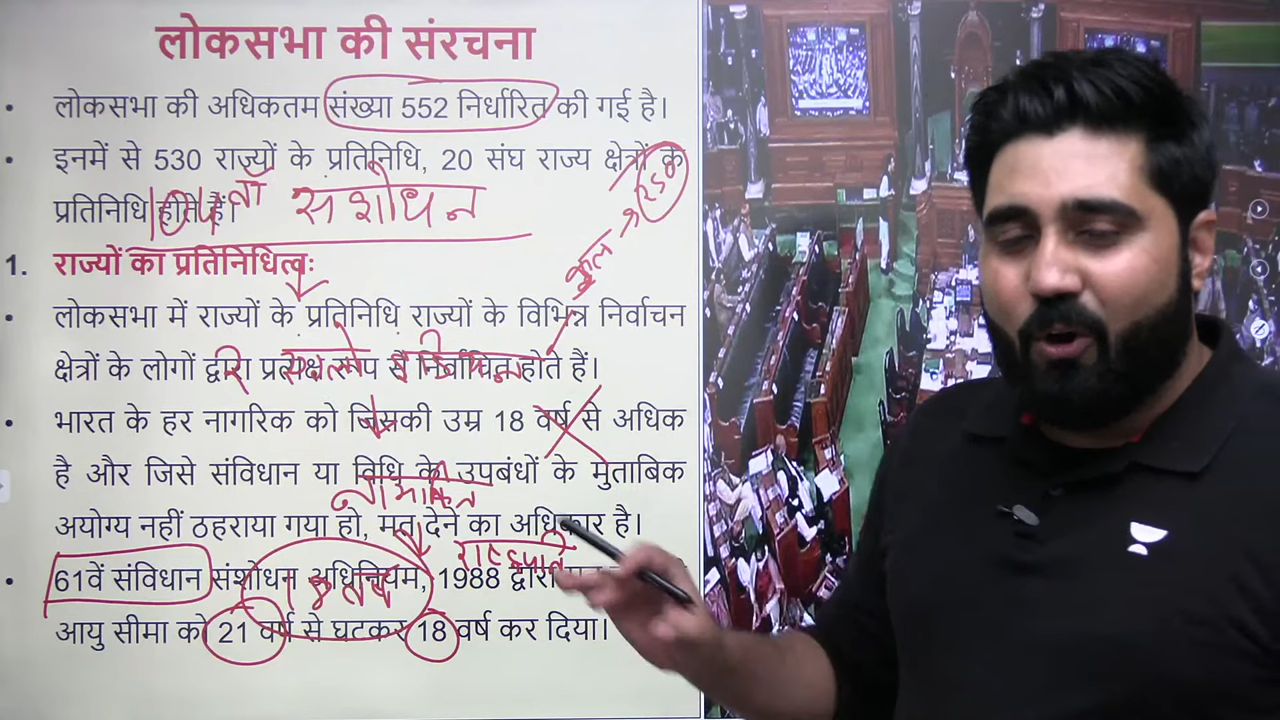 लोकसभा की संरचना
• लोकसभा की अधिकतम संख्या 552 निर्धारित की गई है।
• इनमें से 530 राज्यों के प्रतिनिधि, 20 संघ राज्य क्षेत्रों के
प्रतिनिधि होते हैं।
वाँ संशोधन
1. राज्यों का प्रतिनिधित्वः
कुल →
• लोकसभा में राज्यों के प्रतिनिधि राज्यों के विभिन्न निर्वाचन
क्षेत्रों के लोगों द्वारा प्रत्यक्ष रूप से निर्वाचित होते हैं।
• भारत के हर नागरिक को जिसकी उम्र 18 वर्ष से अधिक
है और जिसे संविधान या विधि के उपबंधों के मुताबिक
अयोग्य नहीं ठहराया गया हो, मत देने का अधिकार है।
राष्ट्रपति
• 61वें संविधान संशोधन अधिनियम, 1988 द्वारा
आयु सीमा को 21 वर्ष से घटकर 18 वर्ष कर दिया।